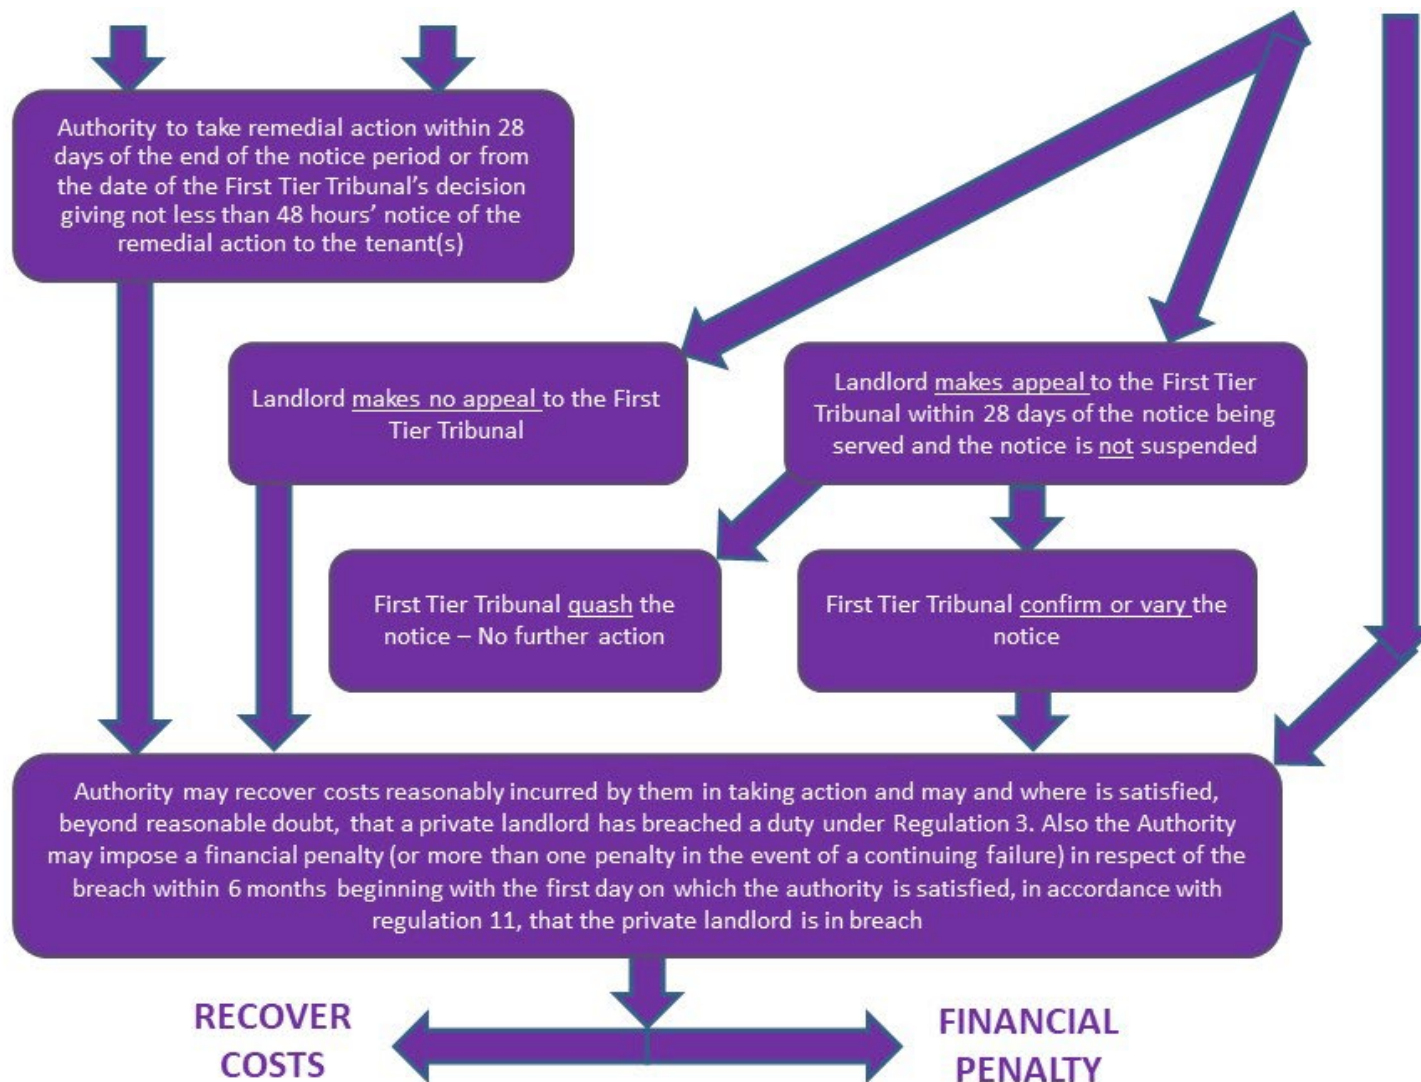 Authority to take remedial action within 28
days of the end of the notice period or from
the date of the First Tier Tribunal's decision
giving not less than 48 hours' notice of the
remedial action to the tenant(s)
Landlord makes no appeal to the First
Tier Tribunal
Landlord makes appeal to the First Tier
Tribunal within 28 days of the notice being
served and the notice is not suspended
First Tier Tribunal quash the
notice – No further action
First Tier Tribunal confirm or vary the
notice
Authority may recover costs reasonably incurred by them in taking action and may and where is satisfied,
beyond reasonable doubt, that a private landlord has breached a duty under Regulation 3. Also the Authority
may impose a financial penalty (or more than one penalty in the event of a continuing failure) in respect of the
breach within 6 months beginning with the first day on which the authority is satisfied, in accordance with
regulation 11, that the private landlord is in breach
RECOVER
COSTS
FINANCIAL
PENALTY